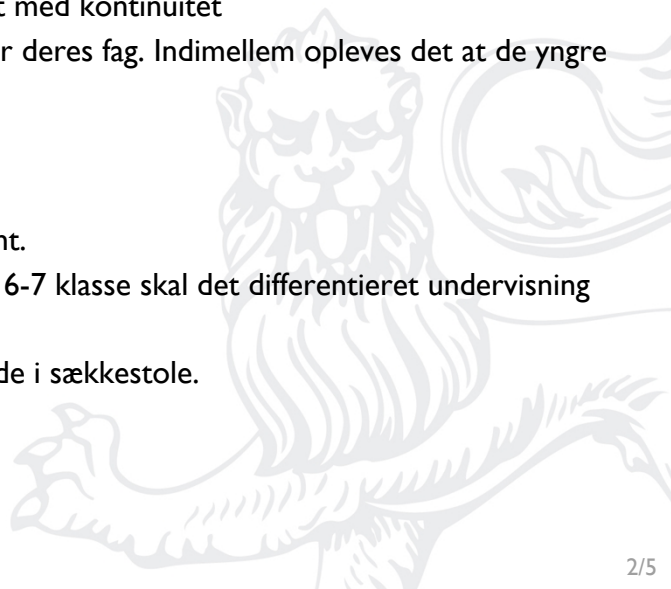 t med kontinuitet
r deres fag. Indimellem opleves det at de yngre
nt.
6-7 klasse skal det differentieret undervisning
de i sækkestole.
2/5